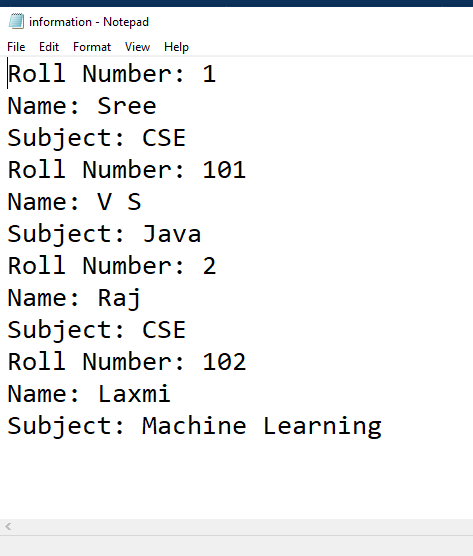 information - Notepad
File Edit Format View Help
Roll Number: 1
Name: Sree
Subject: CSE
Roll Number: 101
Name: V S
Subject: Java
Roll Number: 2
Name: Raj
Subject: CSE
Roll Number: 102
Name: Laxmi
Subject: Machine Learning